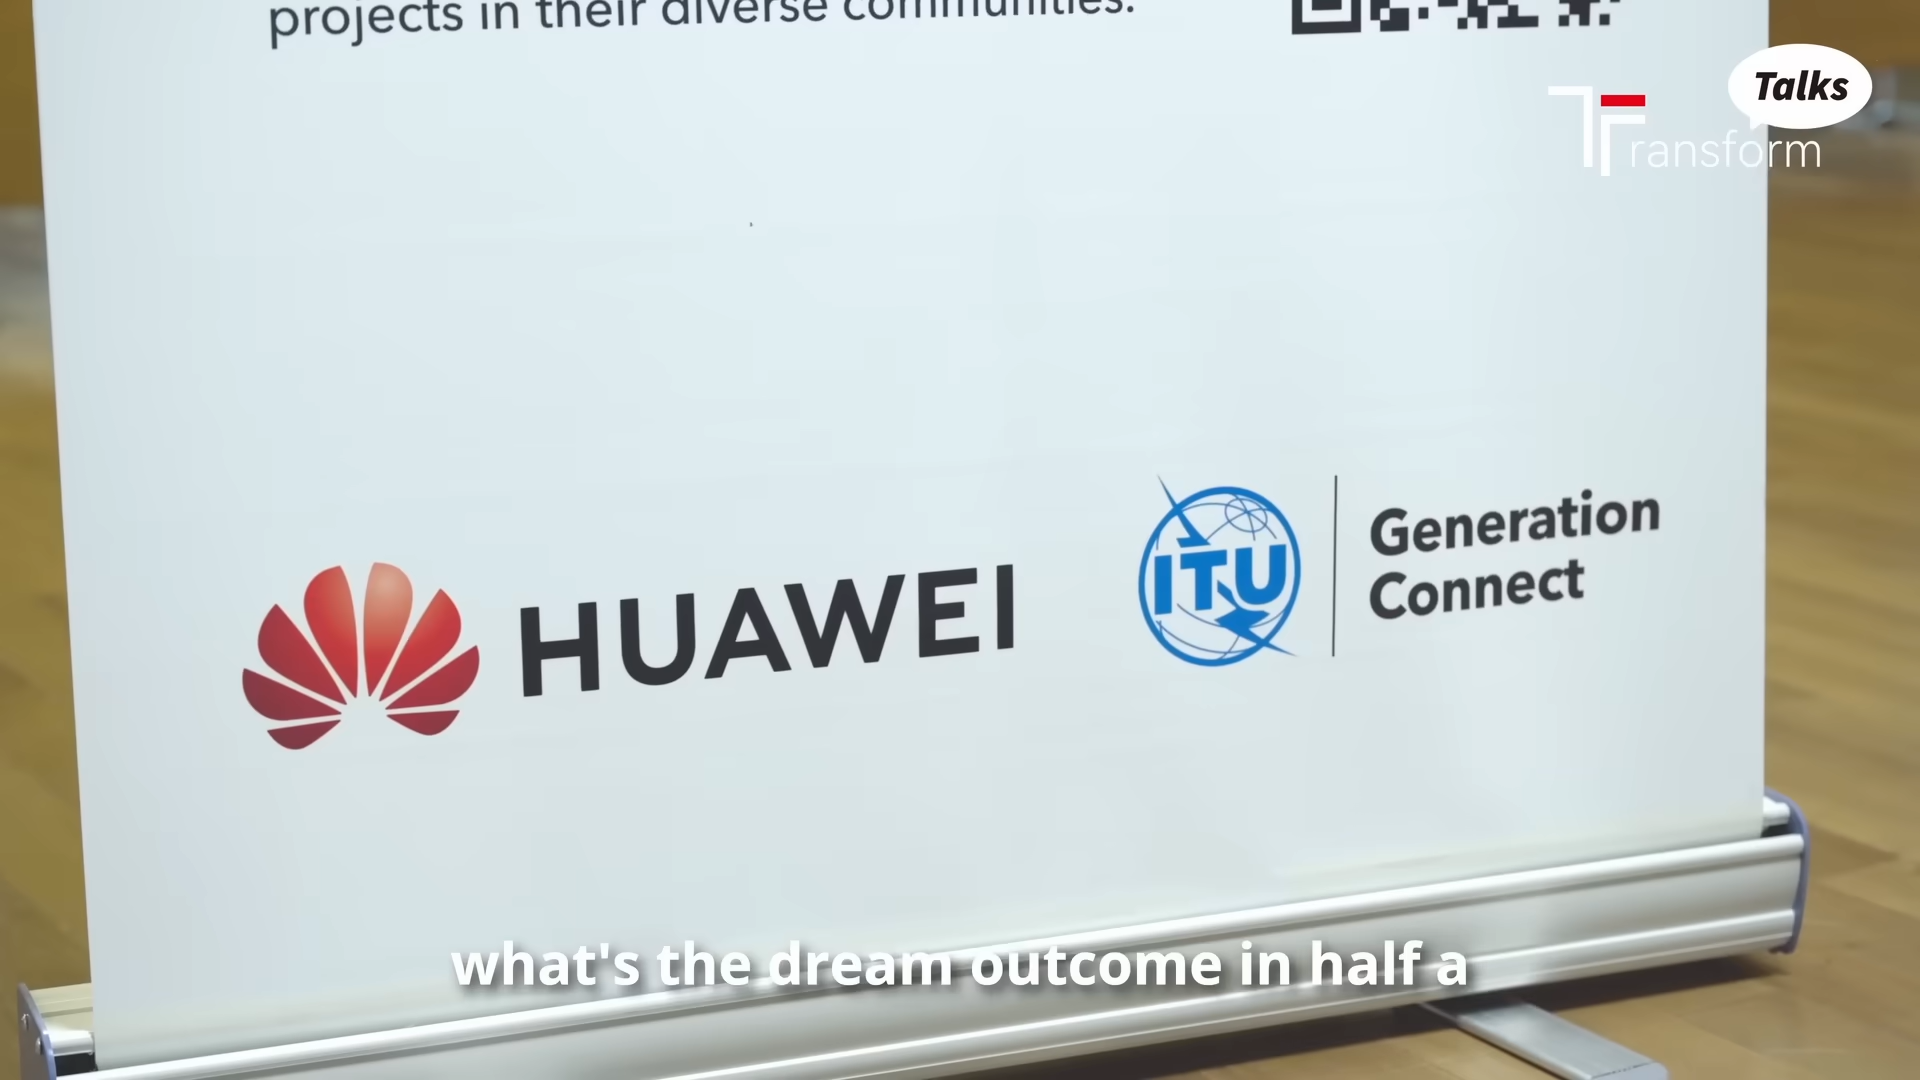 projects in their diverse communities.
Talks
Transform
HUAWEI
ITU
Generation
Connect
what's the dream outcome in half a